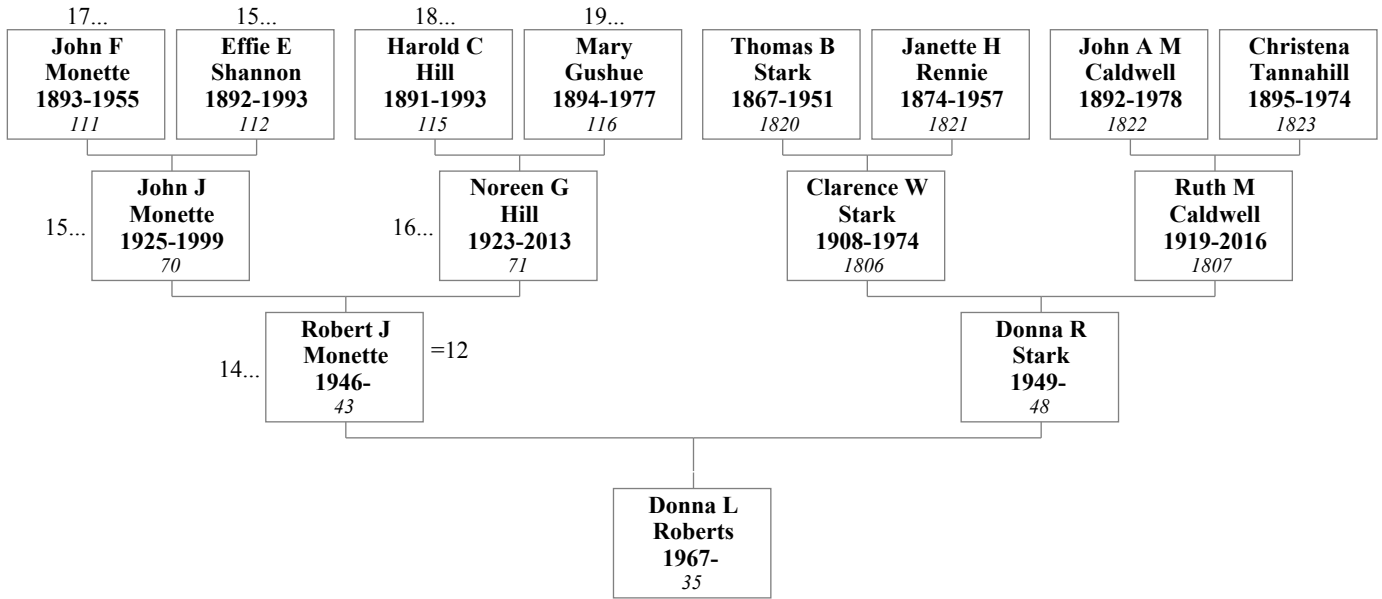 17...
15...
18...
19...
John F
Monette
1893-1955
111
Effie E
Shannon
1892-1993
112
Harold C
Hill
1891-1993
115
Mary
Gushue
1894-1977
116
Thomas B
Stark
1867-1951
1820
Janette H
Rennie
1874-1957
1821
John A M
Caldwell
1892-1978
1822
Christena
Tannahill
1895-1974
1823
15...
John J
Monette
1925-1999
70
16...
Noreen G
Hill
1923-2013
71
Clarence W
Stark
1908-1974
1806
Ruth M
Caldwell
1919-2016
1807
14...
Robert J
Monette
1946-
43
=12
Donna R
Stark
1949-
48
Donna L
Roberts
1967-
35